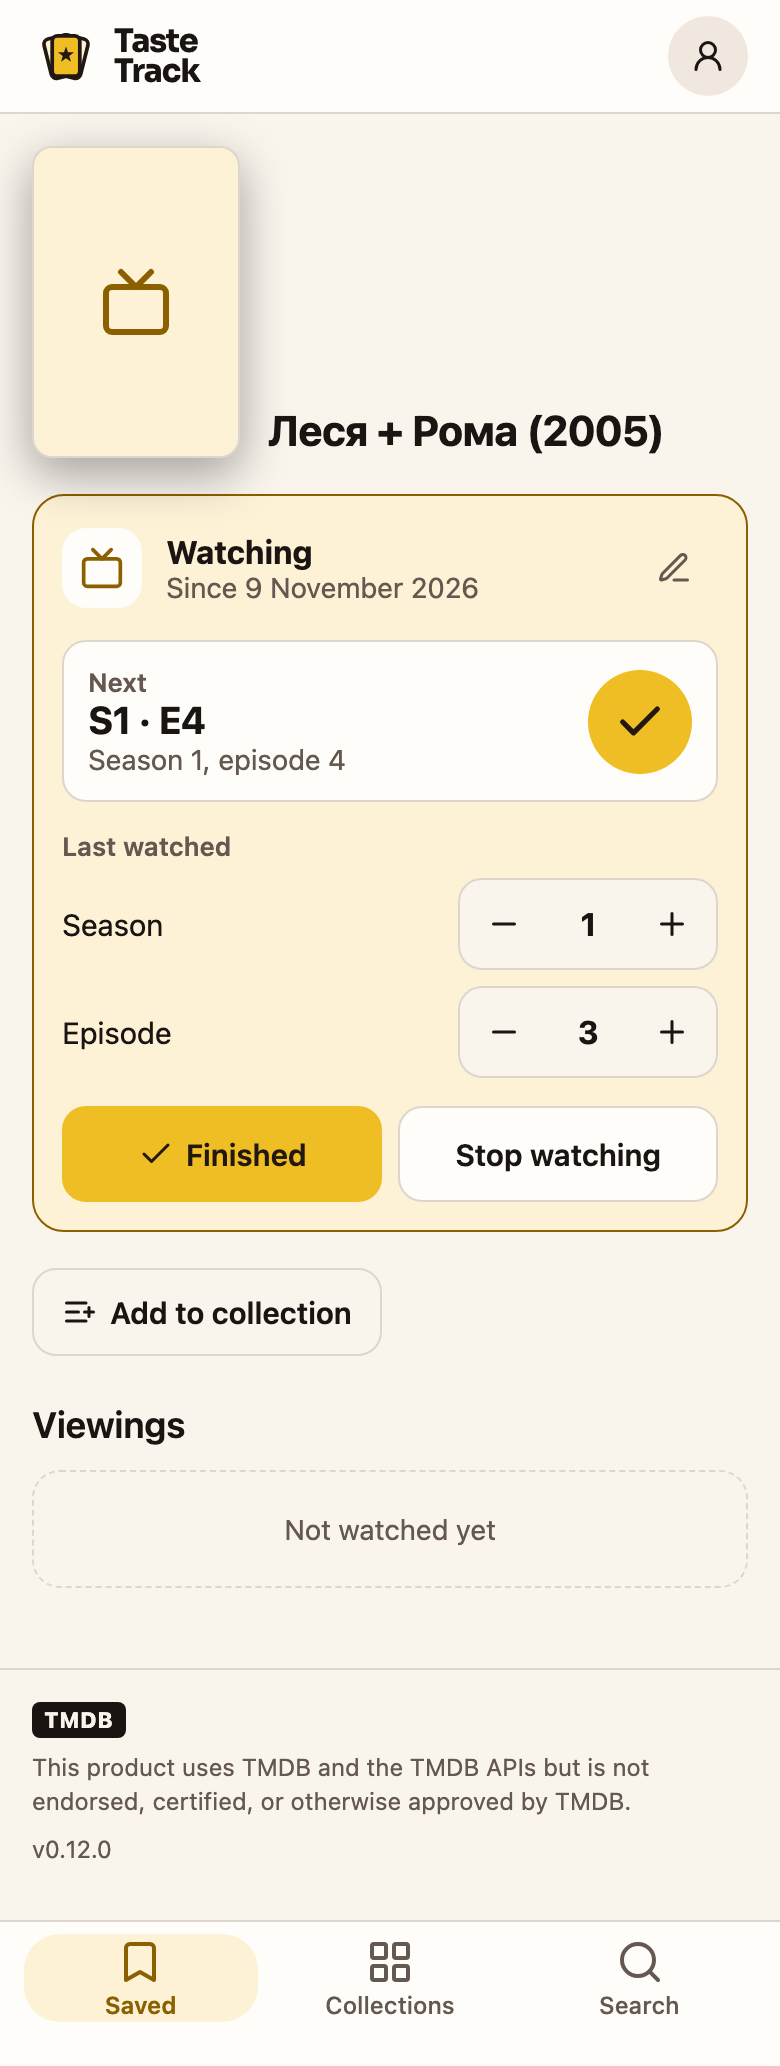 Taste
Track
Леся + Рома (2005)
Watching
Since 9 November 2026
Next
S1 · E4
Season 1, episode 4
Last watched
Season
1
Episode
3
Finished
Stop watching
Add to collection
Viewings
Not watched yet
TMDB
This product uses TMDB and the TMDB APIs but is not
endorsed, certified, or otherwise approved by TMDB.
v0.12.0
Saved
Collections
Search